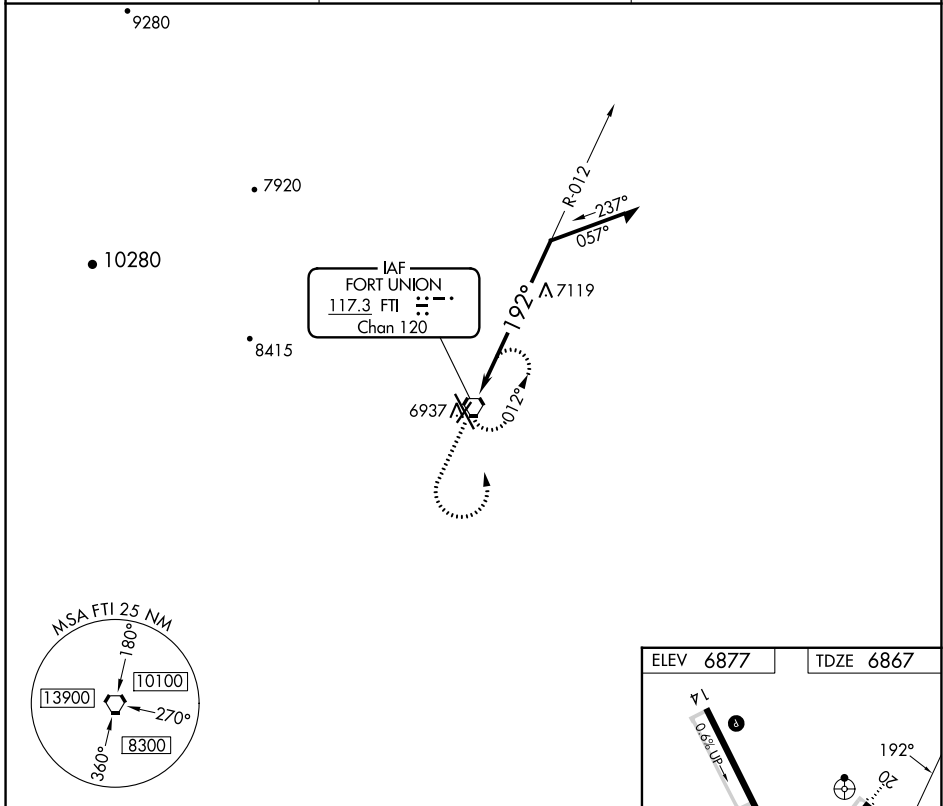 9280
7920
R-012
237°
057°
10280
IAF
FORT UNION
117.3 FTI
Chan 120
192°
7119
8415
6937
012°
MSA FTI 25 NM
180°
13900
10100
270°
8300
360°
ELEV 6877
TDZE 6867
14
P
0.6% UP
192°
20